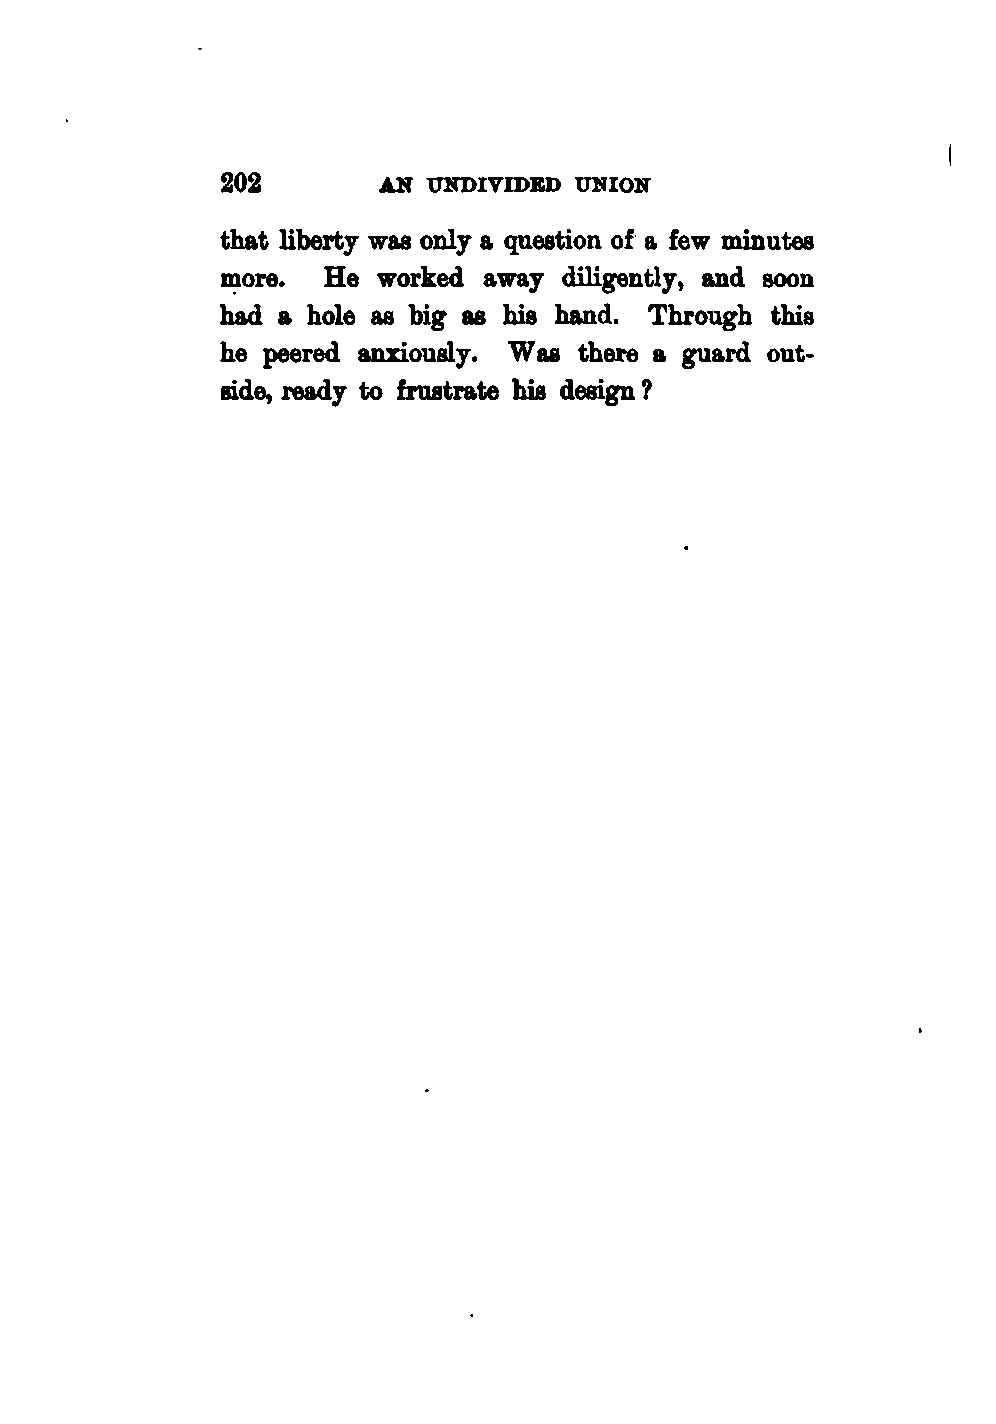 202 AN UNDIVIDED UNION
that liberty was only a question of a few minutes
more. He worked away diligently, and soon
had a hole as big as his hand. Through this
he peered anxiously. Was there a guard out-
side, ready to frustrate his design?